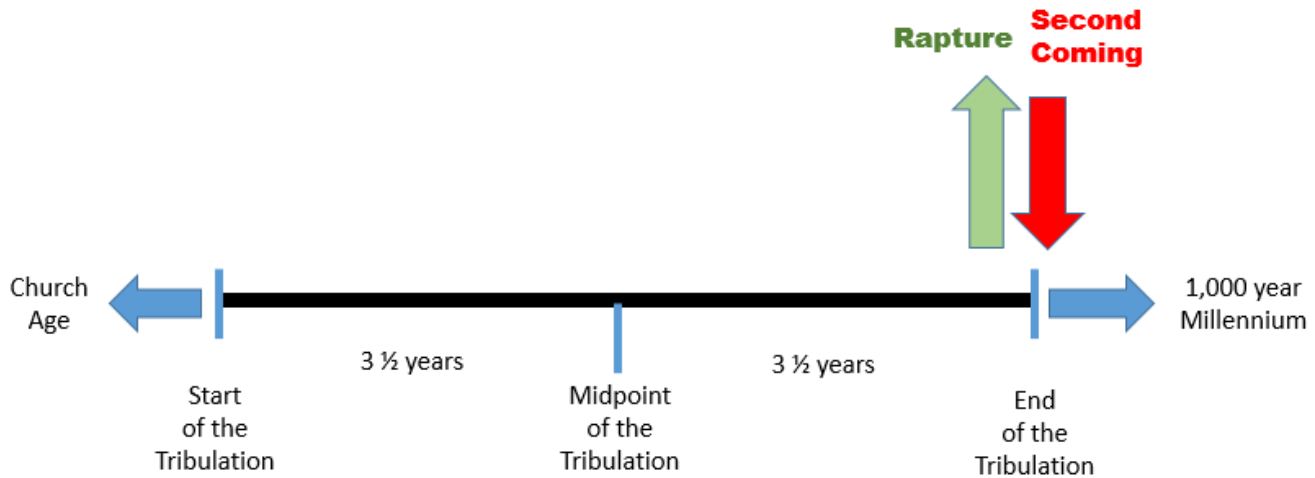 Rapture
Second
Coming
Church
Age
1,000 year
Millennium
3 ½ years
3 ½ years
Start
of the
Tribulation
Midpoint
of the
Tribulation
End
of the
Tribulation